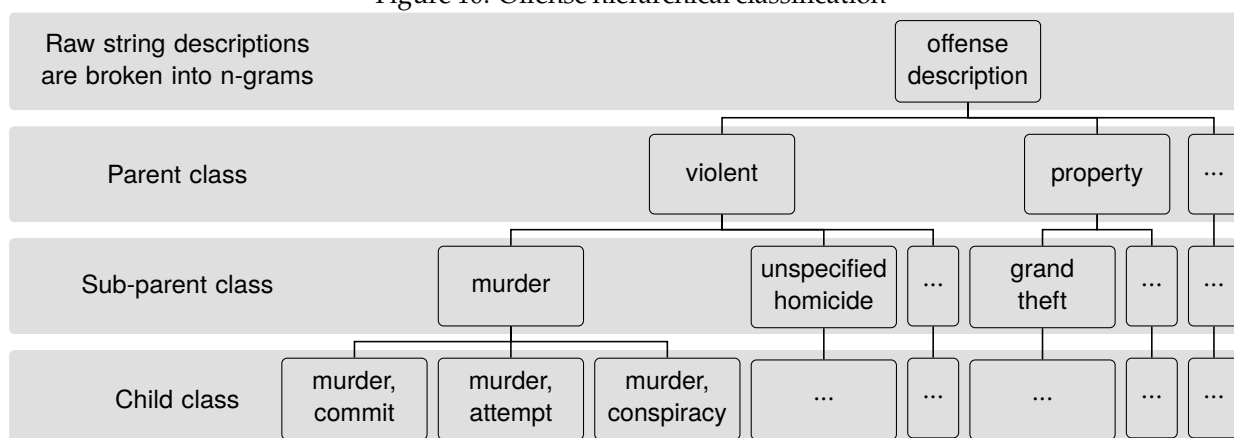 Figure 10: Offense hierarchical classification
Raw string descriptions
are broken into n-grams
offense
description
Parent class
violent
property
...
Sub-parent class
murder
unspecified
homicide
...
grand
theft
...
...
Child class
murder,
commit
murder,
attempt
murder,
conspiracy
...
...
...
...
...